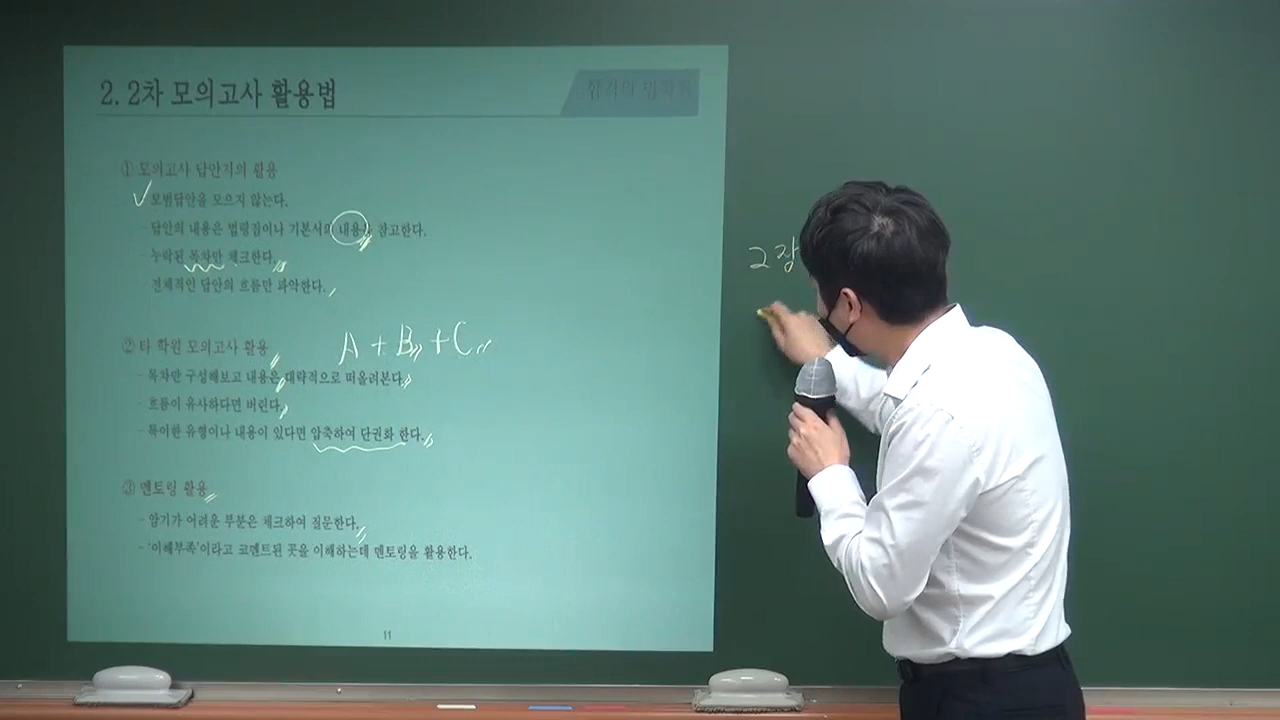 2. 2차 모의고사 활용법
합격의 법학원
① 모의고사 답안지의 활용
모범답안을 모으지 않는다.
- 답안의 내용은 법령집이나 기본서의 내용을 참고한다.
- 누락된 목차만 체크한다.
- 전체적인 답안의 흐름만 파악한다.
② 타 학원 모의고사 활용
A + B + C
- 목차만 구성해보고 내용은 대략적으로 떠올려본다.
- 흐름이 유사하다면 버린다.
- 특이한 유형이나 내용이 있다면 압축하여 단권화 한다.
③ 멘토링 활용
- 암기가 어려운 부분은 체크하여 질문한다.
- '이해부족'이라고 코멘트된 곳을 이해하는데 멘토링을 활용한다.
11
2장